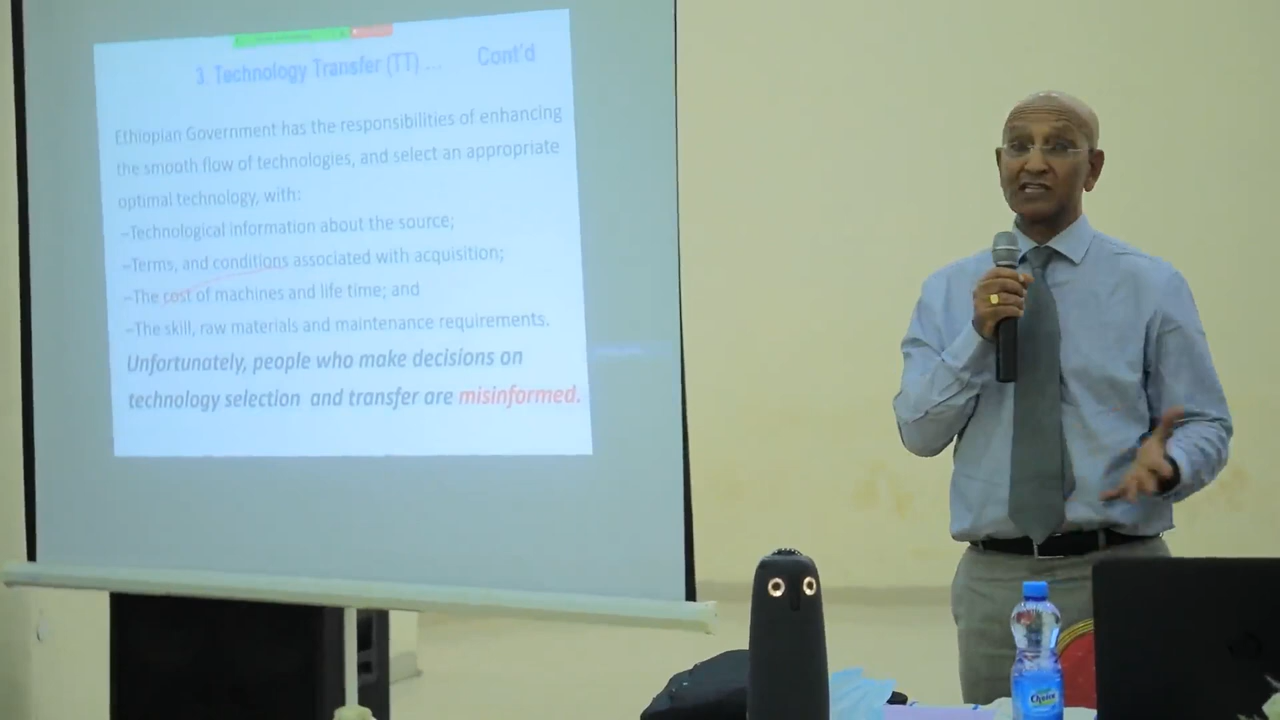 3. Technology Transfer (TT) ... Cont'd
Ethiopian Government has the responsibilities of enhancing
the smooth flow of technologies, and select an appropriate
optimal technology, with:
–Technological information about the source;
–Terms, and conditions associated with acquisition;
–The cost of machines and life time; and
–The skill, raw materials and maintenance requirements.
Unfortunately, people who make decisions on
technology selection and transfer are misinformed.
Choice